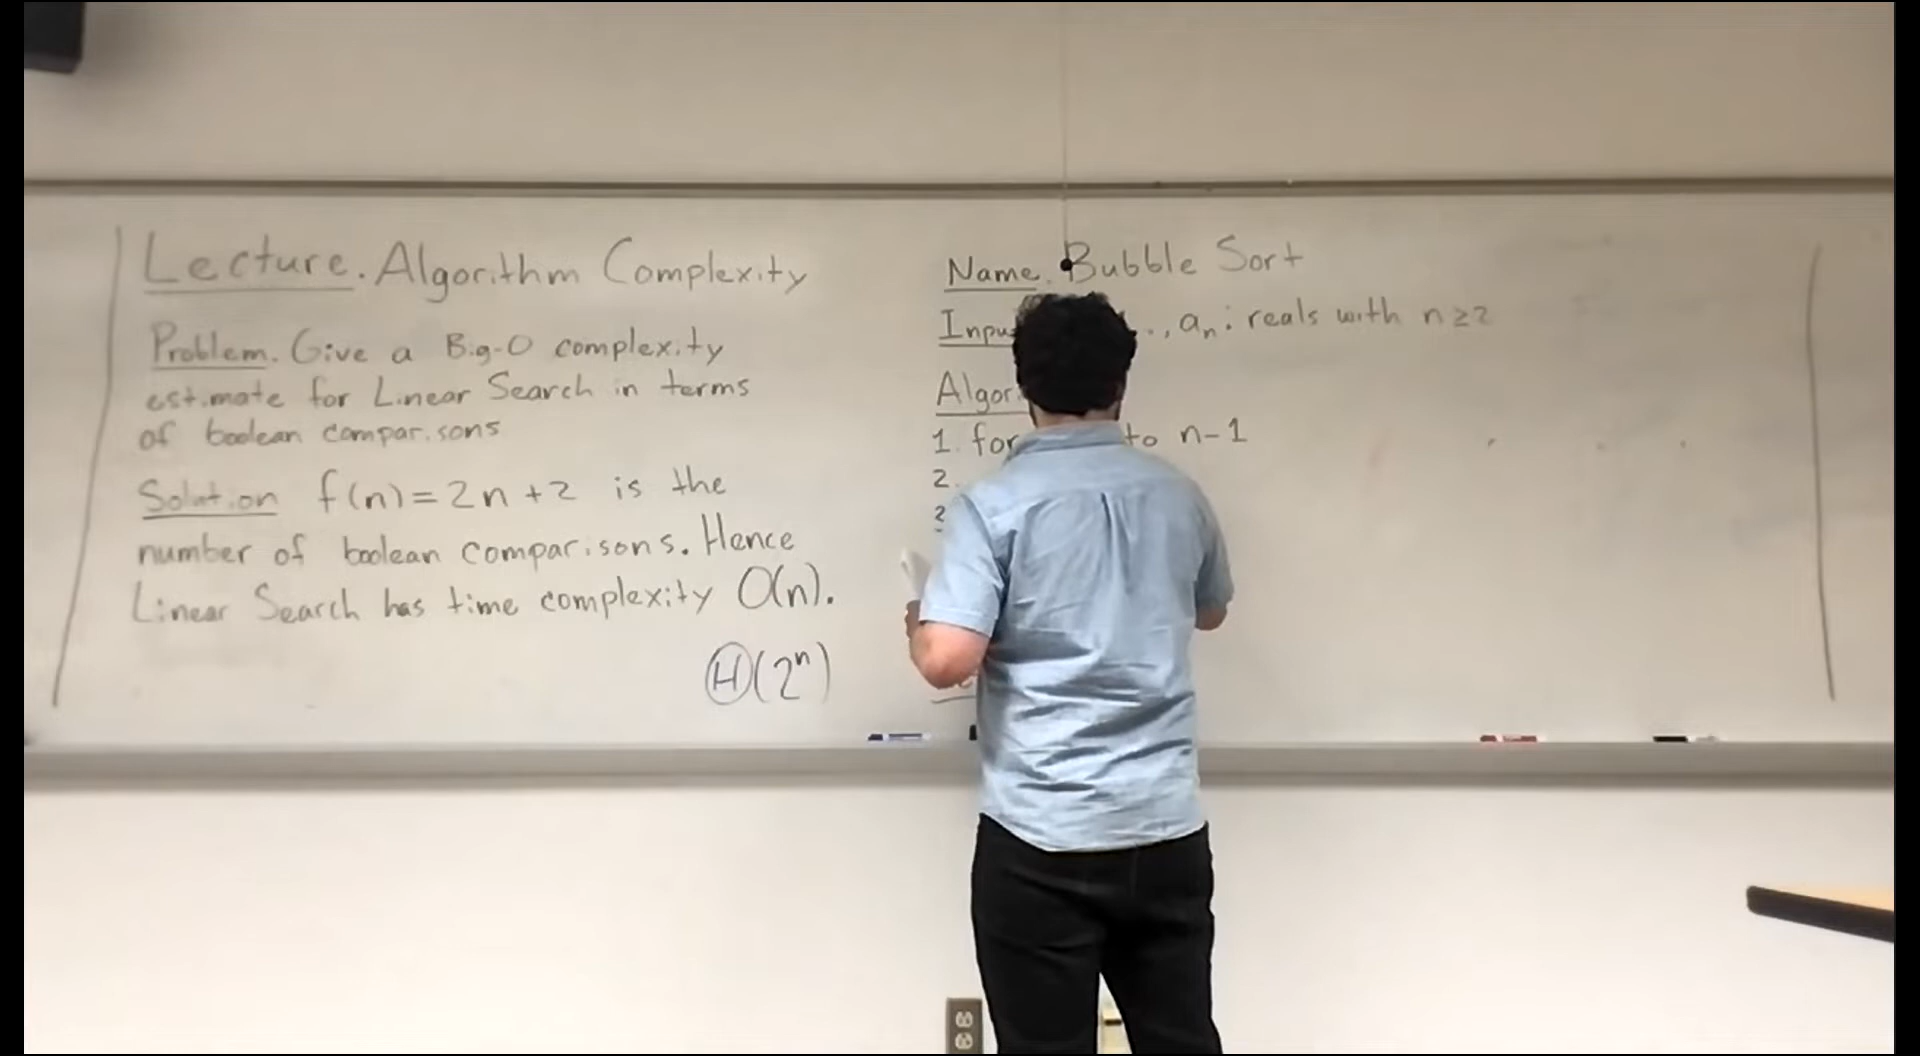 Lecture. Algorithm Complexity
Problem. Give a Big-O complexity
estimate for Linear Search in terms
of boolean comparisons
Solution f(n)=2n+2 is the
number of boolean comparisons. Hence
Linear Search has time complexity O(n).
Θ(2ⁿ)
Name. Bubble Sort
Inpu ..., aₙ: reals with n≥2
Algor
1. for to n-1
2.
3